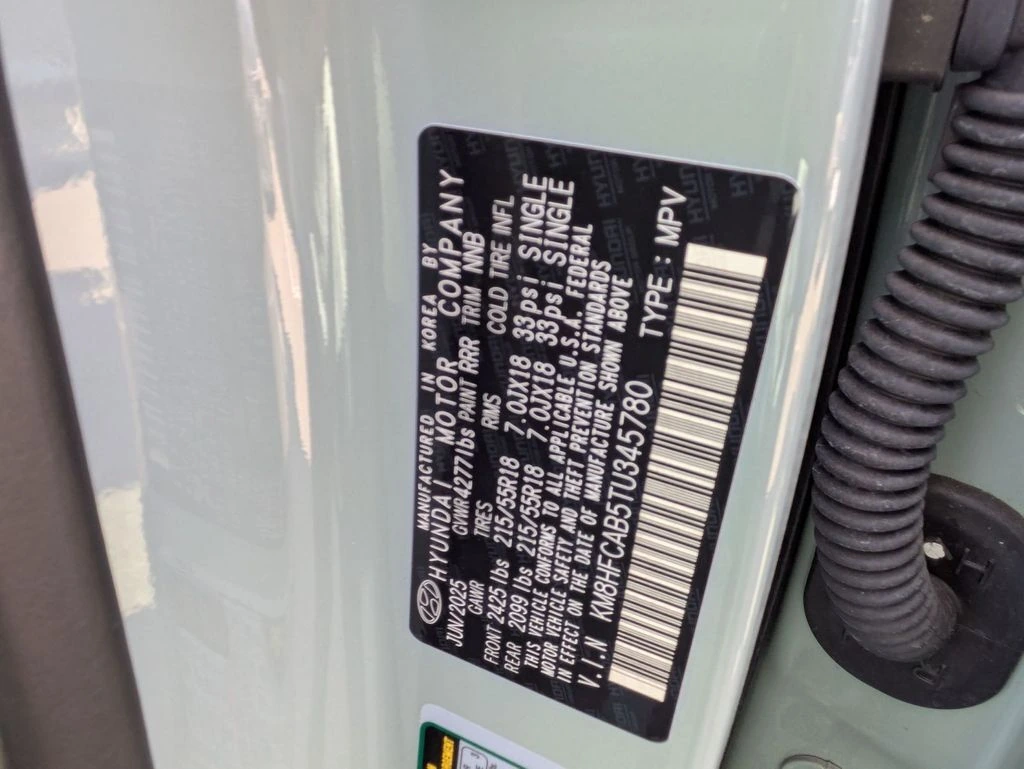 MANUFACTURED IN KOREA BY
HYUNDAI MOTOR COMPANY
JUN/2025 GVWR 4277 lbs PAINT RRR TRIM NNB
GAWR TIRES RIMS COLD TIRE INFL
FRONT 2425 lbs 215/55R18 7.0JX18 33psi SINGLE
REAR 2099 lbs 215/55R18 7.0JX18 33psi SINGLE
THIS VEHICLE CONFORMS TO ALL APPLICABLE U.S.A. FEDERAL
MOTOR VEHICLE SAFETY AND THEFT PREVENTION STANDARDS
IN EFFECT ON THE DATE OF MANUFACTURE SHOWN ABOVE
V.I.N KM8HFCAB5TU345780 TYPE : MPV